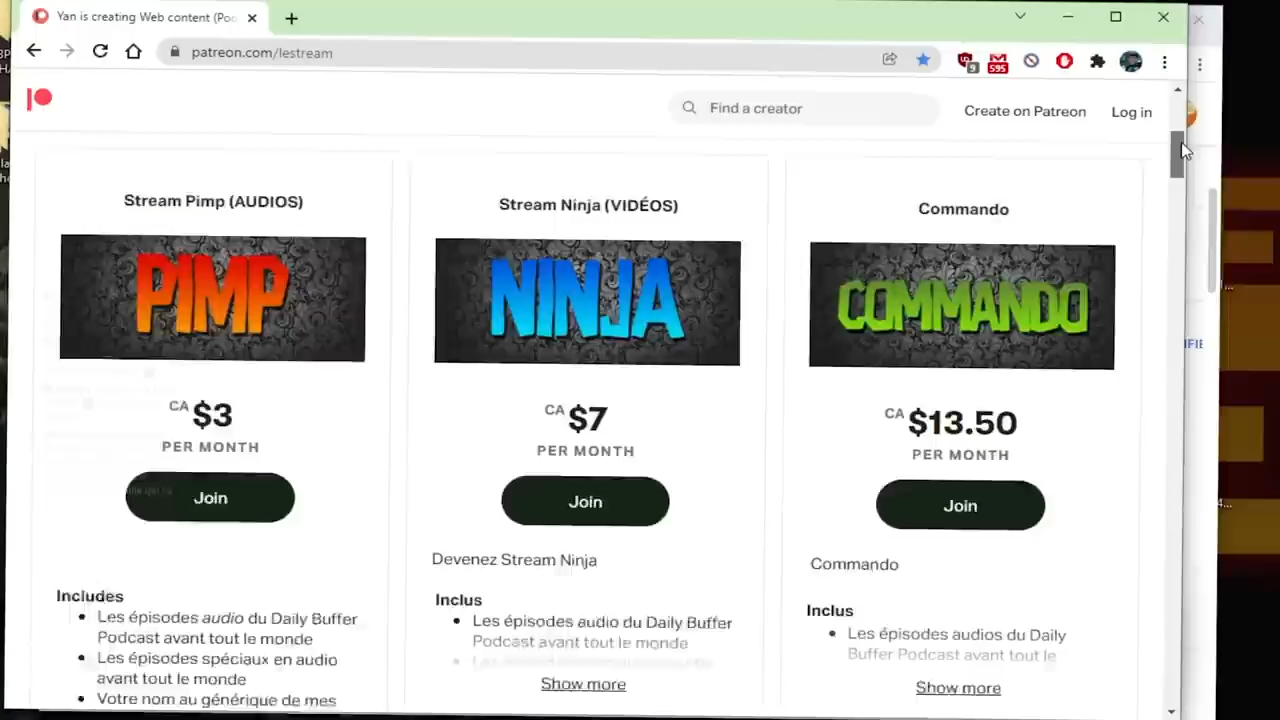 Yan is creating Web content (Poo
patreon.com/lestream
9
595
Find a creator
Create on Patreon
Log in
Stream Pimp (AUDIOS)
PIMP
CA $3
PER MONTH
Join
Includes
Les épisodes audio du Daily Buffer
Podcast avant tout le monde
Les épisodes spéciaux en audio
avant tout le monde
Votre nom au générique de mes
Stream Ninja (VIDÉOS)
NINJA
CA $7
PER MONTH
Join
Devenez Stream Ninja
Inclus
Les épisodes audio du Daily Buffer
Podcast avant tout le monde
Show more
Commando
COMMANDO
CA $13.50
PER MONTH
Join
Commando
Inclus
Les épisodes audios du Daily
Buffer Podcast avant tout le
Show more
IFIE